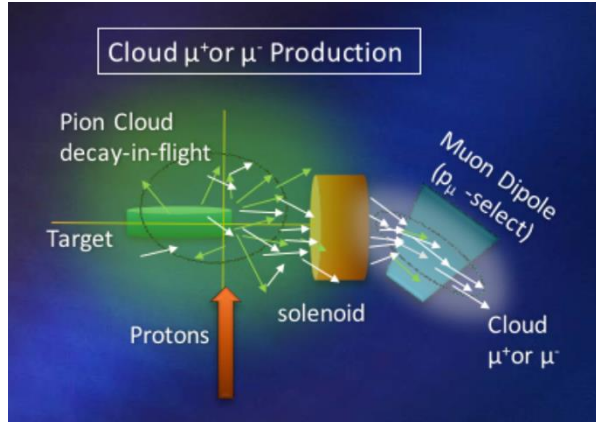 Cloud μ⁺or μ⁻ Production
Pion Cloud
decay-in-flight
Muon Dipole
(pμ -select)
Target
solenoid
Protons
Cloud
μ⁺or μ⁻